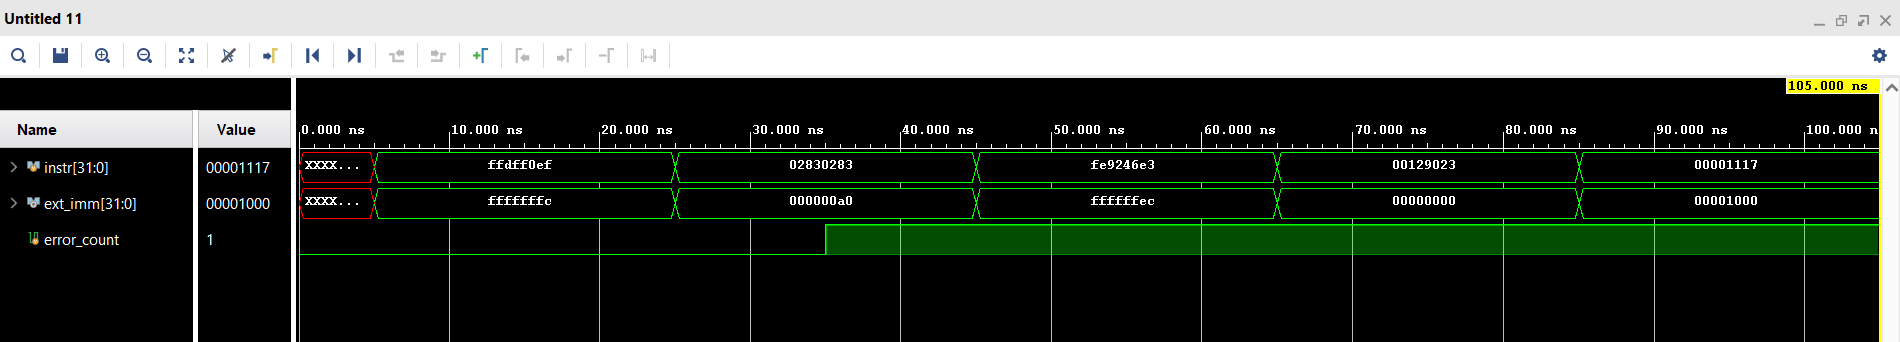 Untitled 11
105.000 ns
Name Value
0.000 ns 10.000 ns 20.000 ns 30.000 ns 40.000 ns 50.000 ns 60.000 ns 70.000 ns 80.000 ns 90.000 ns 100.000 n
instr[31:0] 00001117 XXXX... ffdff0ef 02830283 fe9246e3 00129023 00001117
ext_imm[31:0] 00001000 XXXX... fffffffc 000000a0 ffffffec 00000000 00001000
error_count 1